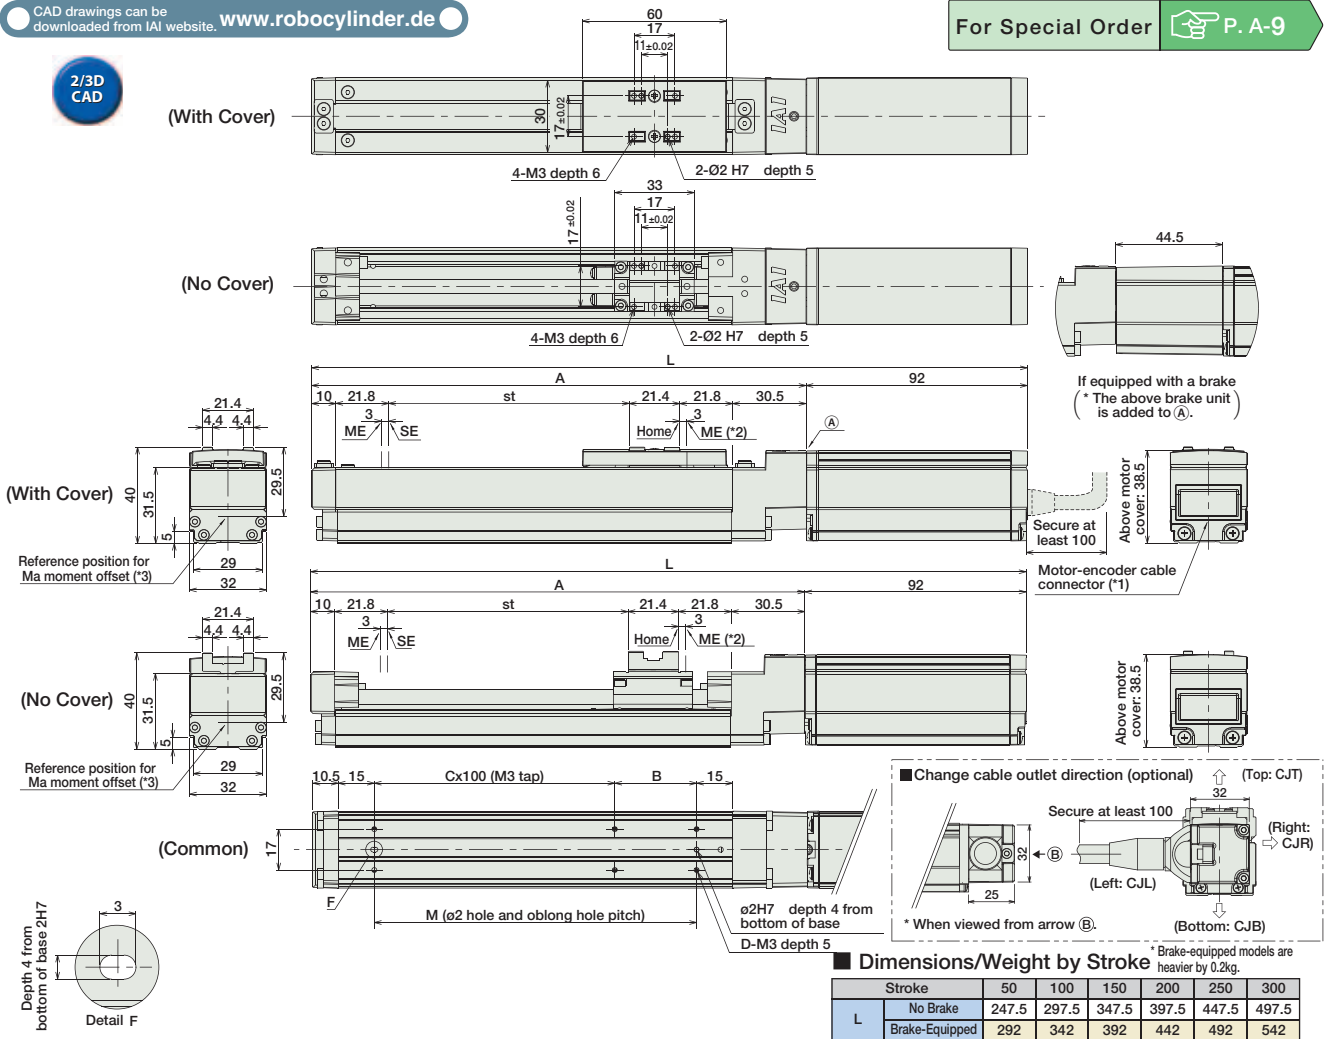 CAD drawings can be
downloaded from IAI website. www.robocylinder.de
For Special Order P. A-9
2/3D
CAD
60
17
11±0.02
(With Cover)
30
17±0.02
IAI
4-M3 depth 6
2-Ø2 H7 depth 5
33
17
11±0.02
17±0.02
(No Cover)
IAI
44.5
4-M3 depth 6
2-Ø2 H7 depth 5
If equipped with a brake
(* The above brake unit
is added to Ⓐ.)
L
A
92
10 21.8 st 21.4 21.8 30.5
3
ME SE
Home
3
ME (*2)
Ⓐ
21.4
4.4 4.4
(With Cover)
40
31.5
5
29.5
29
32
Reference position for
Ma moment offset (*3)
Secure at
least 100
Above motor
cover: 38.5
Motor-encoder cable
connector (*1)
L
A
92
10 21.8 st 21.4 21.8 30.5
3
ME SE
Home
3
ME (*2)
21.4
4.4 4.4
(No Cover)
40
31.5
5
29.5
29
32
Reference position for
Ma moment offset (*3)
Above motor
cover: 38.5
10.5 15 Cx100 (M3 tap) B 15
(Common)
17
F
M (ø2 hole and oblong hole pitch)
ø2H7 depth 4 from
bottom of base
D-M3 depth 5
■Change cable outlet direction (optional)
(Top: CJT)
32
Secure at least 100
(Right:
CJR)
32
Ⓑ
25
(Left: CJL)
(Bottom: CJB)
* When viewed from arrow Ⓑ.
3
Depth 4 from
bottom of base 2H7
Detail F
■ Dimensions/Weight by Stroke
* Brake-equipped models are
heavier by 0.2kg.
Stroke 50 100 150 200 250 300
L No Brake 247.5 297.5 347.5 397.5 447.5 497.5
Brake-Equipped 292 342 392 442 492 542